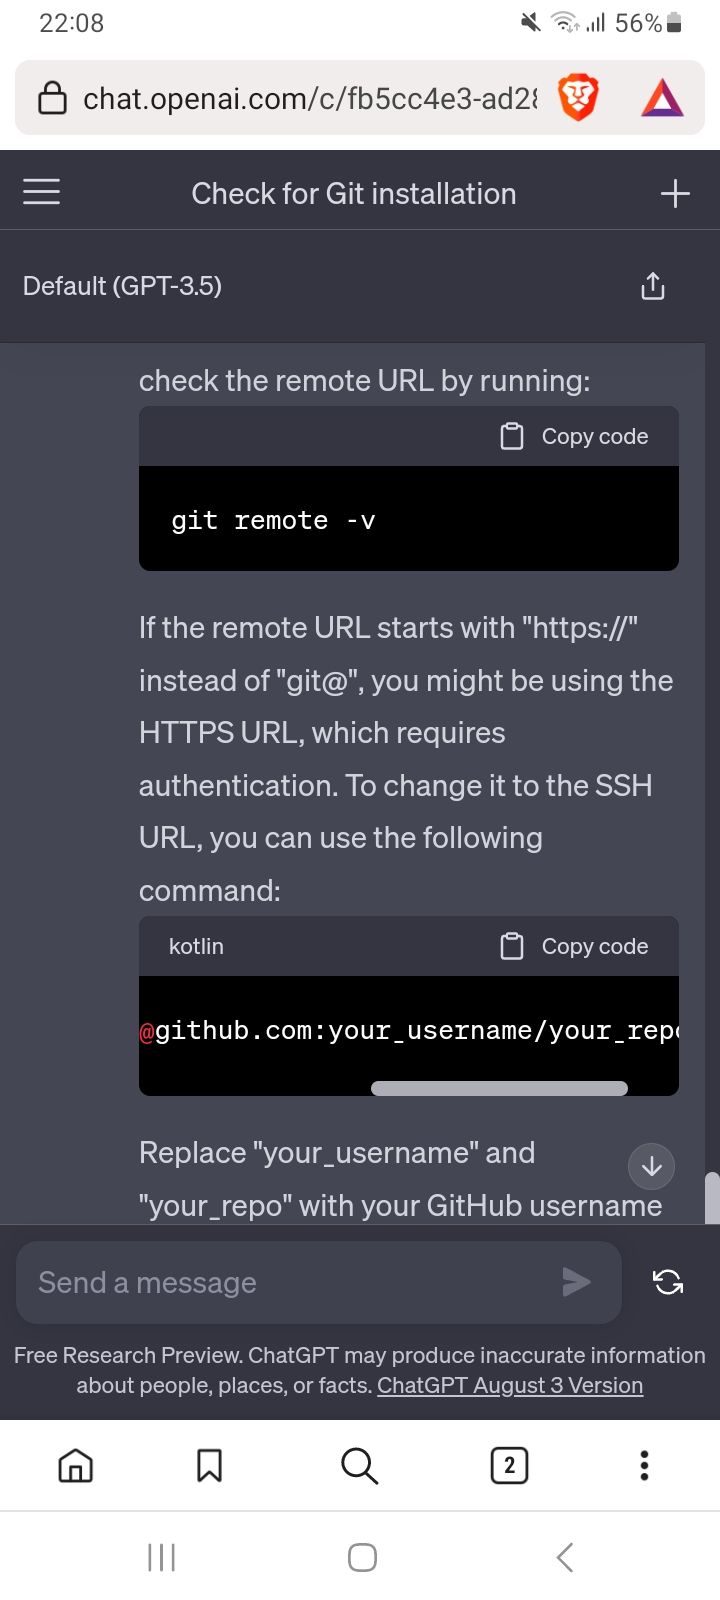 22:08
56%
chat.openai.com/c/fb5cc4e3-ad28
Check for Git installation
Default (GPT-3.5)
check the remote URL by running:
Copy code
git remote -v
If the remote URL starts with "https://"
instead of "git@", you might be using the
HTTPS URL, which requires
authentication. To change it to the SSH
URL, you can use the following
command:
kotlin Copy code
@github.com:your_username/your_repo
Replace "your_username" and
"your_repo" with your GitHub username
Send a message
Free Research Preview. ChatGPT may produce inaccurate information
about people, places, or facts. ChatGPT August 3 Version
2